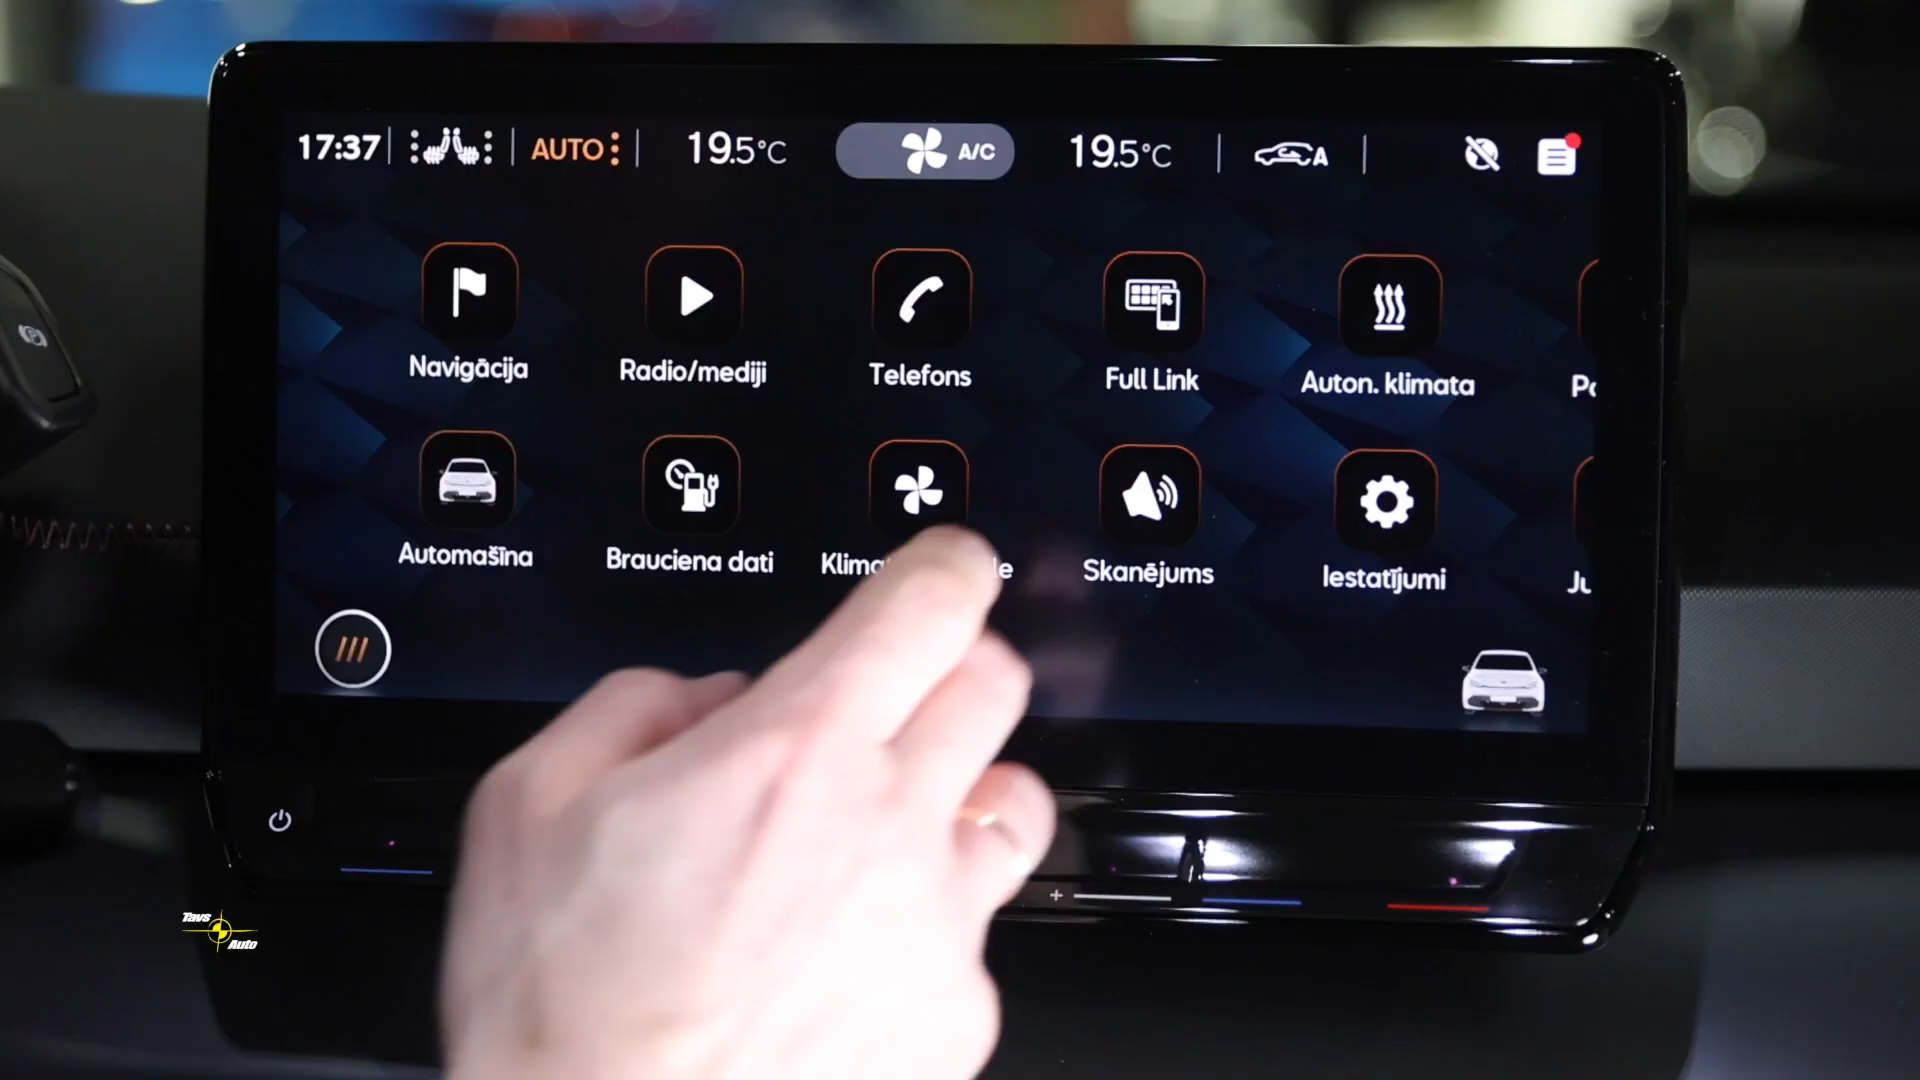 17:37 AUTO 19.5°C A/C 19.5°C A
Navigācija Radio/mediji Telefons Full Link Auton. klimata
Automašīna Brauciena dati Skanējums Iestatījumi
Tavs
Auto